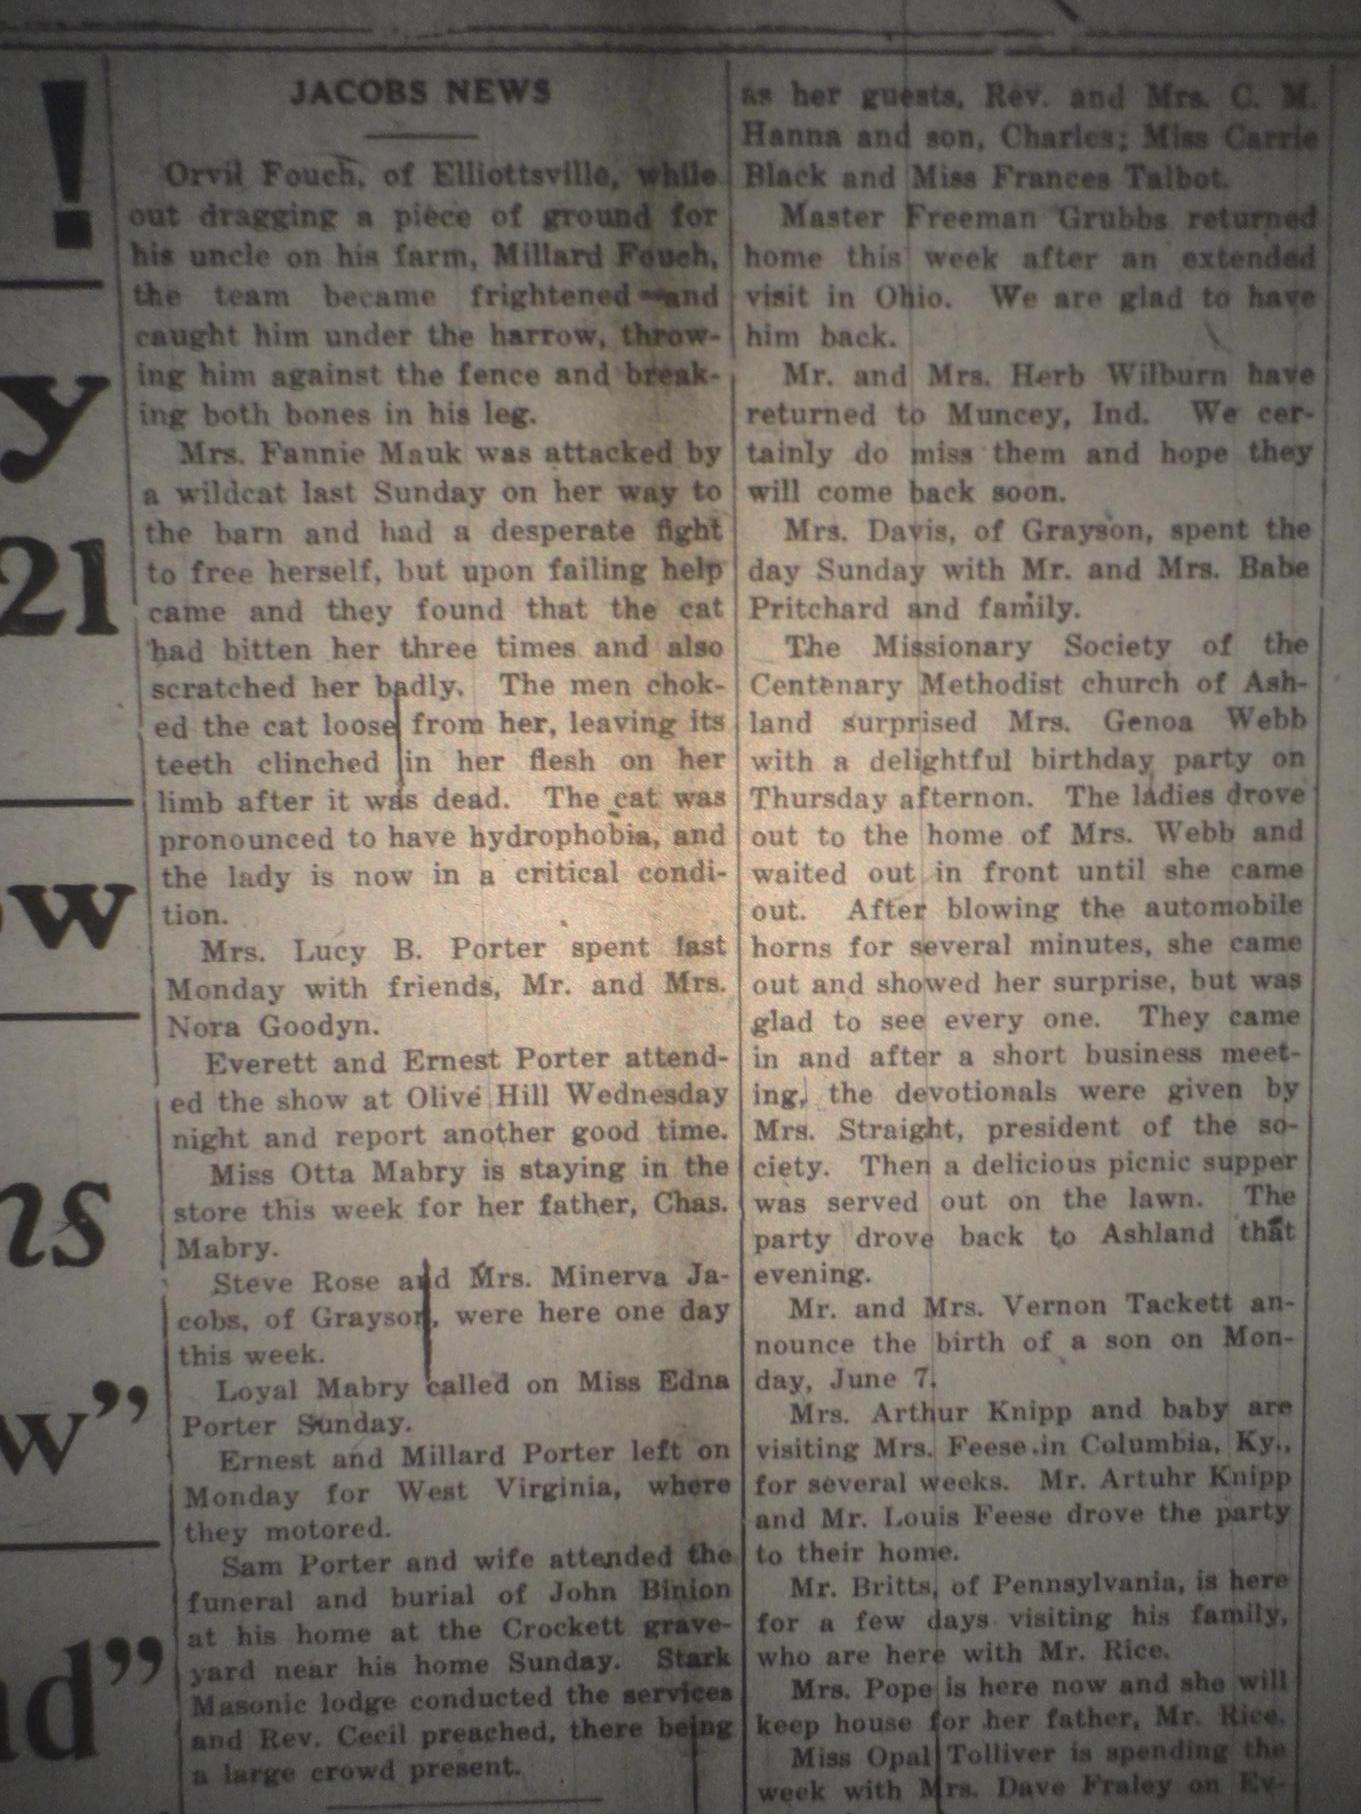 !
y
21
ow
ns
w”
nd”
JACOBS NEWS
Orvil Fouch, of Elliottsville, while
out dragging a piece of ground for
his uncle on his farm, Millard Fouch,
the team became frightened and
caught him under the harrow, throw-
ing him against the fence and break-
ing both bones in his leg.
Mrs. Fannie Mauk was attacked by
a wildcat last Sunday on her way to
the barn and had a desperate fight
to free herself, but upon failing help
came and they found that the cat
had bitten her three times and also
scratched her badly. The men chok-
ed the cat loose from her, leaving its
teeth clinched in her flesh on her
limb after it was dead. The cat was
pronounced to have hydrophobia, and
the lady is now in a critical condi-
tion.
Mrs. Lucy B. Porter spent last
Monday with friends, Mr. and Mrs.
Nora Goodyn.
Everett and Ernest Porter attend-
ed the show at Olive Hill Wednesday
night and report another good time.
Miss Otta Mabry is staying in the
store this week for her father, Chas.
Mabry.
Steve Rose and Mrs. Minerva Ja-
cobs, of Grayson, were here one day
this week.
Loyal Mabry called on Miss Edna
Porter Sunday.
Ernest and Millard Porter left on
Monday for West Virginia, where
they motored.
Sam Porter and wife attended the
funeral and burial of John Binion
at his home at the Crockett grave-
yard near his home Sunday. Stark
Masonic lodge conducted the services
and Rev. Cecil preached, there being
a large crowd present.
as her guests, Rev. and Mrs. C. M.
Hanna and son, Charles; Miss Carrie
Black and Miss Frances Talbot.
Master Freeman Grubbs returned
home this week after an extended
visit in Ohio. We are glad to have
him back.
Mr. and Mrs. Herb Wilburn have
returned to Muncey, Ind. We cer-
tainly do miss them and hope they
will come back soon.
Mrs. Davis, of Grayson, spent the
day Sunday with Mr. and Mrs. Babe
Pritchard and family.
The Missionary Society of the
Centenary Methodist church of Ash-
land surprised Mrs. Genoa Webb
with a delightful birthday party on
Thursday afternon. The ladies drove
out to the home of Mrs. Webb and
waited out in front until she came
out. After blowing the automobile
horns for several minutes, she came
out and showed her surprise, but was
glad to see every one. They came
in and after a short business meet-
ing, the devotionals were given by
Mrs. Straight, president of the so-
ciety. Then a delicious picnic supper
was served out on the lawn. The
party drove back to Ashland that
evening.
Mr. and Mrs. Vernon Tackett an-
nounce the birth of a son on Mon-
day, June 7.
Mrs. Arthur Knipp and baby are
visiting Mrs. Feese in Columbia, Ky.,
for several weeks. Mr. Artuhr Knipp
and Mr. Louis Feese drove the party
to their home.
Mr. Britts, of Pennsylvania, is here
for a few days visiting his family,
who are here with Mr. Rice.
Mrs. Pope is here now and she will
keep house for her father, Mr. Rice.
Miss Opal Tolliver is spending the
week with Mrs. Dave Fraley on Ev-